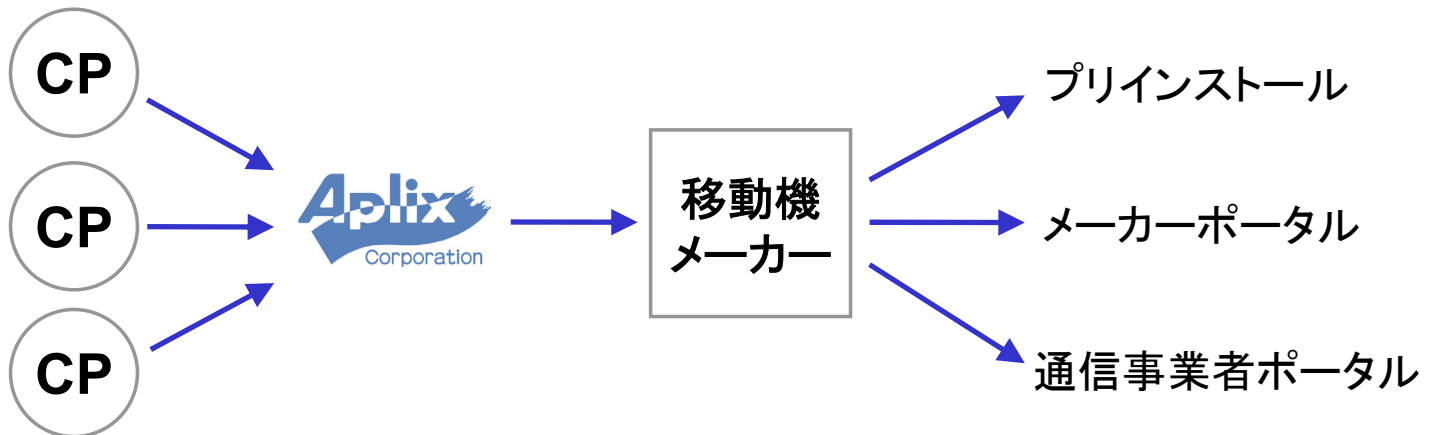 CP
CP
CP
Aplix
Corporation
移動機
メーカー
プリインストール
メーカーポータル
通信事業者ポータル